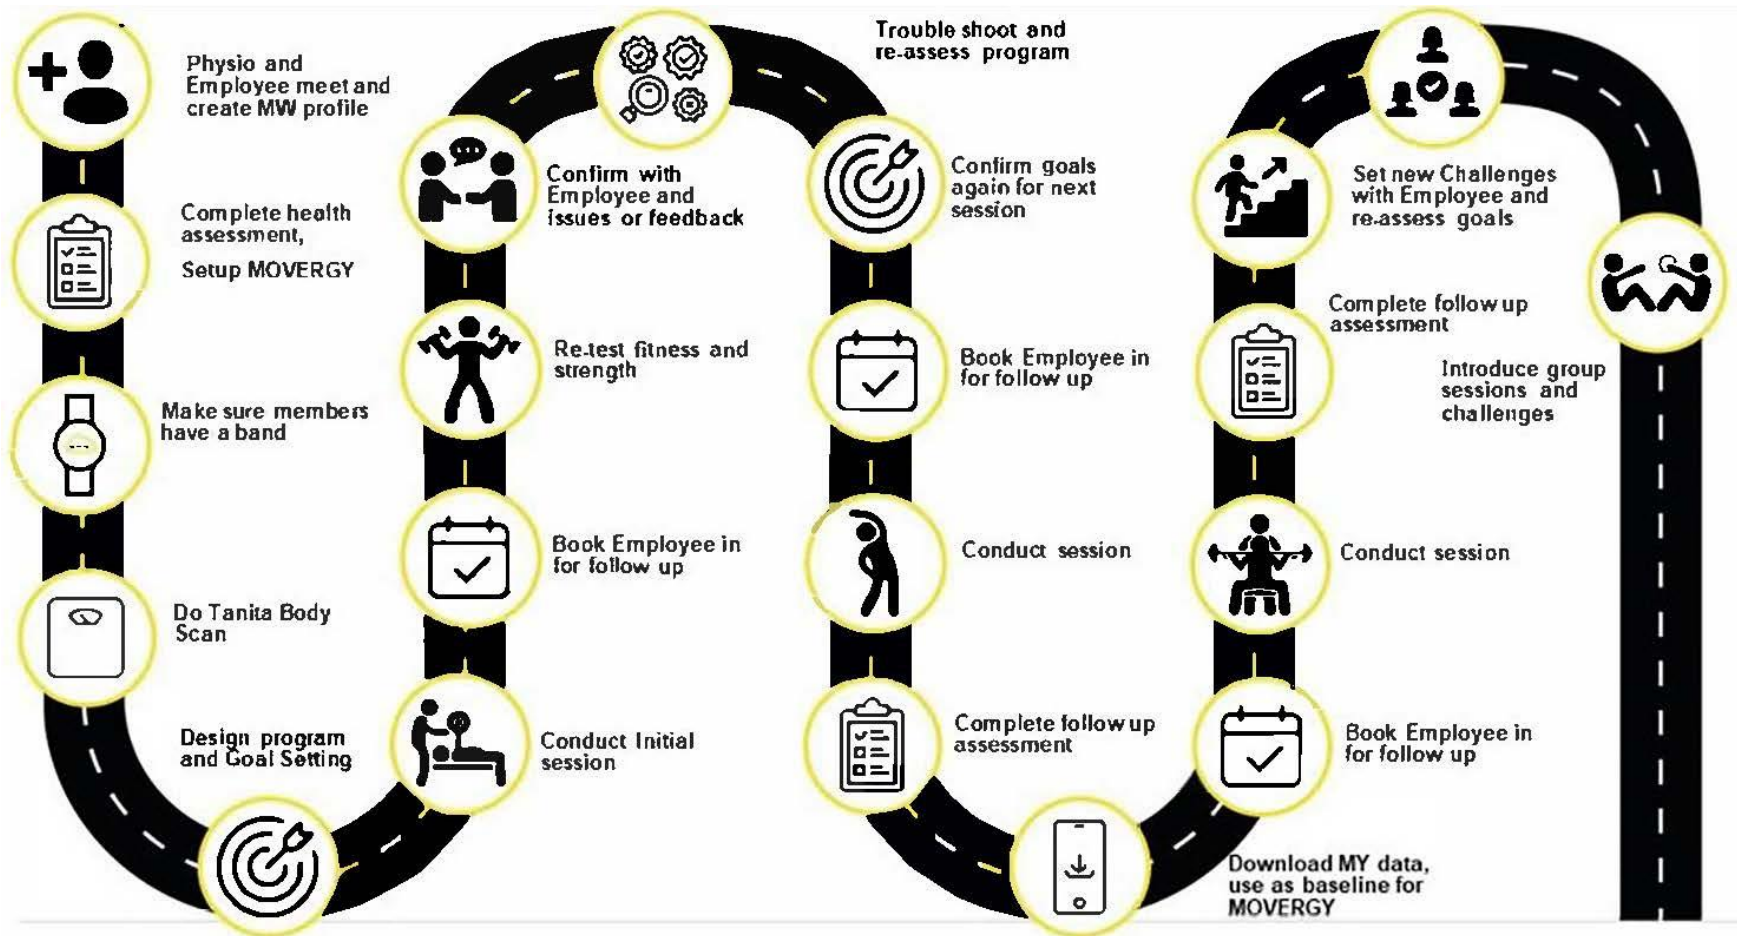 Physio and
Employee meet and
create MW profile
Complete health
assessment,
Setup MOVERGY
Make sure members
have a band
Do Tanita Body
Scan
Design program
and Goal Setting
Conduct Initial
session
Book Employee in
for follow up
Re-test fitness and
strength
Confirm with
Employee and
issues or feedback
Trouble shoot and
re-assess program
Confirm goals
again for next
session
Book Employee in
for follow up
Conduct session
Complete follow up
assessment
Download MY data,
use as baseline for
MOVERGY
Book Employee in
for follow up
Conduct session
Complete follow up
assessment
Set new Challenges
with Employee and
re-assess goals
Introduce group
sessions and
challenges